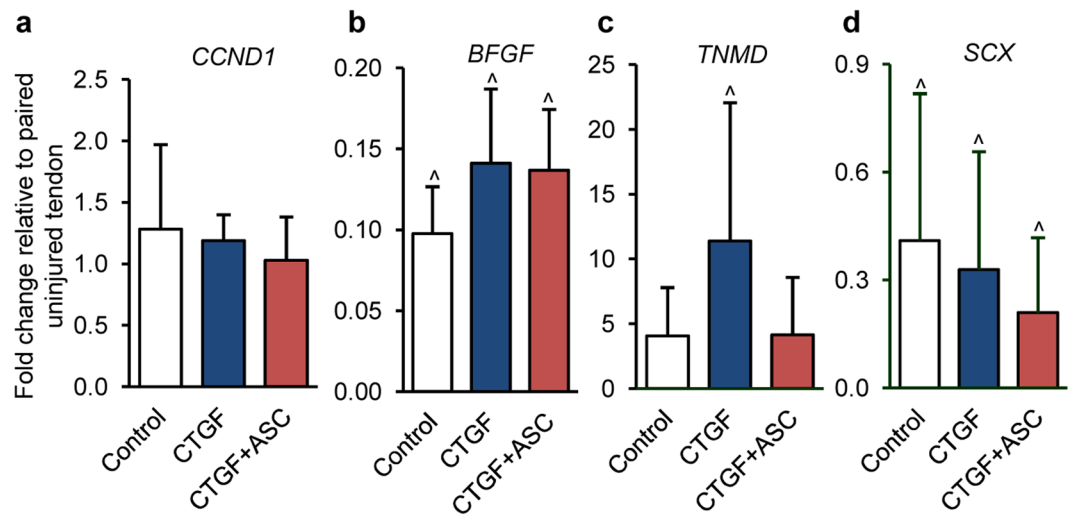 a
CCND1
Fold change relative to paired
uninjured tendon
2.5
2.0
1.5
1.0
0.5
0.0
Control
CTGF
CTGF+ASC
b
BFGF
0.20
0.15
0.10
0.05
0.00
^
^
^
Control
CTGF
CTGF+ASC
c
TNMD
25
20
15
10
5
0
^
Control
CTGF
CTGF+ASC
d
SCX
0.9
0.6
0.3
0.0
^
^
^
Control
CTGF
CTGF+ASC